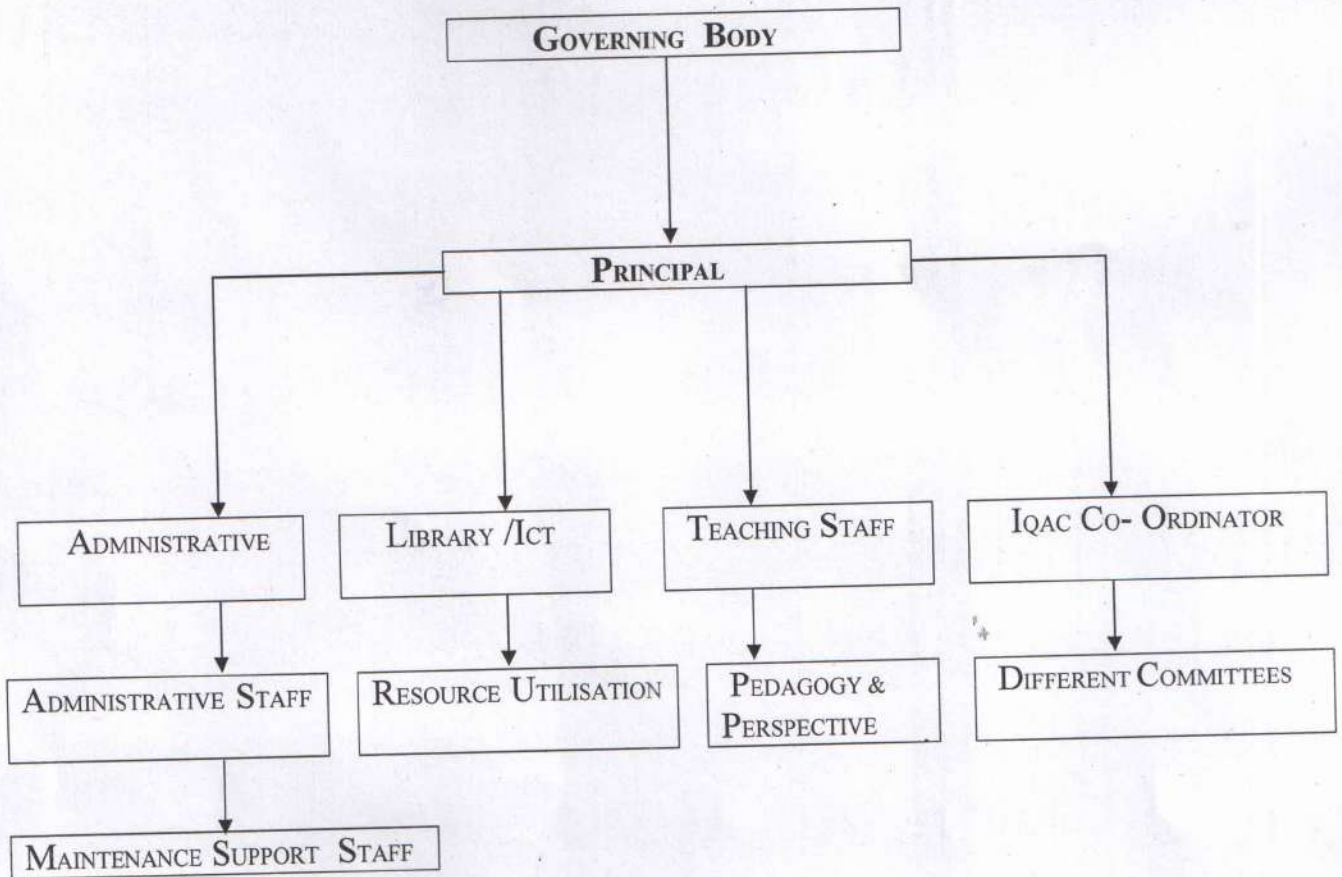 GOVERNING BODY
PRINCIPAL
ADMINISTRATIVE
LIBRARY /ICT
TEACHING STAFF
IQAC CO- ORDINATOR
ADMINISTRATIVE STAFF
RESOURCE UTILISATION
PEDAGOGY &
PERSPECTIVE
DIFFERENT COMMITTEES
MAINTENANCE SUPPORT STAFF